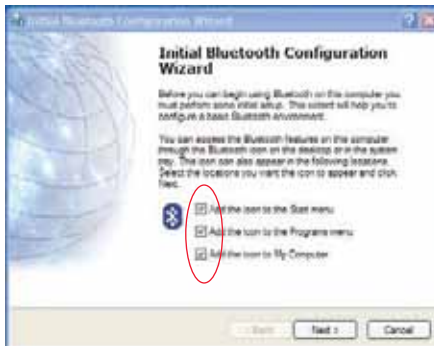 Initial Bluetooth Configuration Wizard
Initial Bluetooth Configuration
Wizard
Before you can begin using Bluetooth on this computer you
must perform some initial setup. This wizard will help you to
configure a basic Bluetooth environment.
You can access the Bluetooth features on this computer
through the Bluetooth icon on the desktop or in the system
tray. This icon can also appear in the following locations.
Select the locations you want the icon to appear and click
Next.
Add the icon to the Start menu
Add the icon to the Programs menu
Add the icon to My Computer
< Back
Next >
Cancel